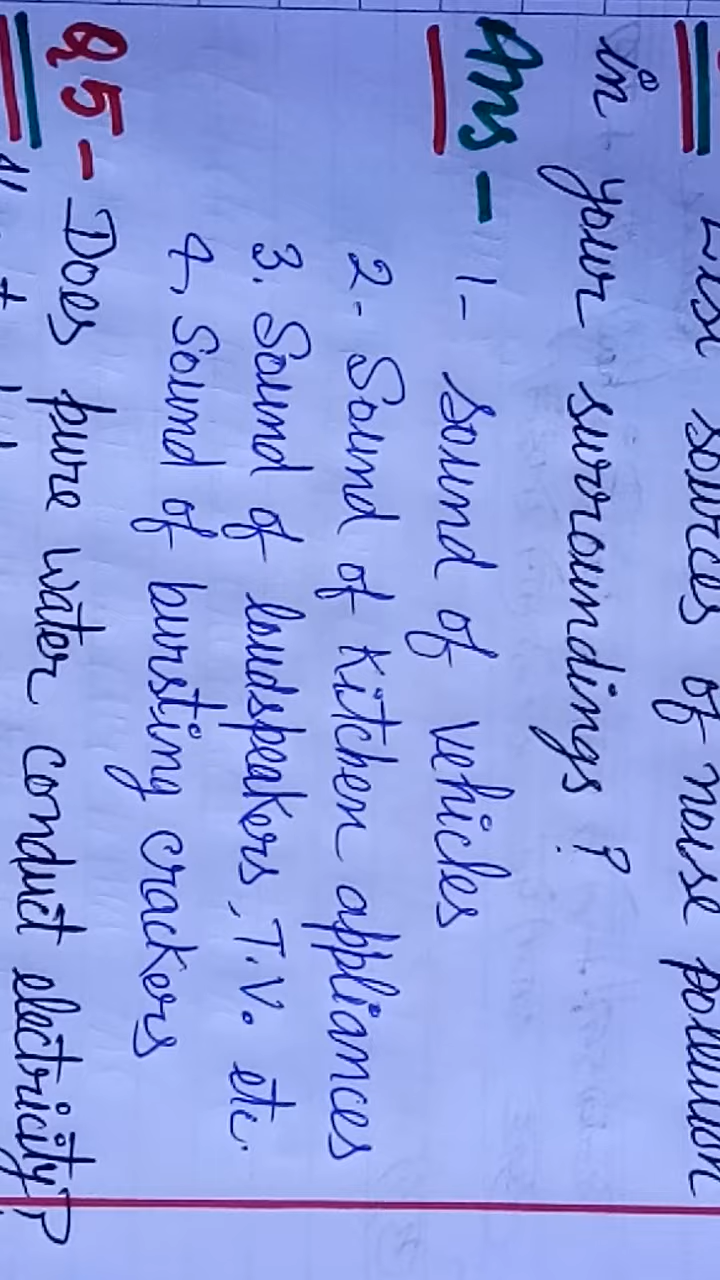 List sources of noise pollution
in your surroundings ?
Ans - 1- sound of vehicles
2- Sound of Kitchen appliances
3. Sound of loudspeakers, T.V. etc.
4. Sound of bursting crackers
Q5- Does pure water conduct electricity?